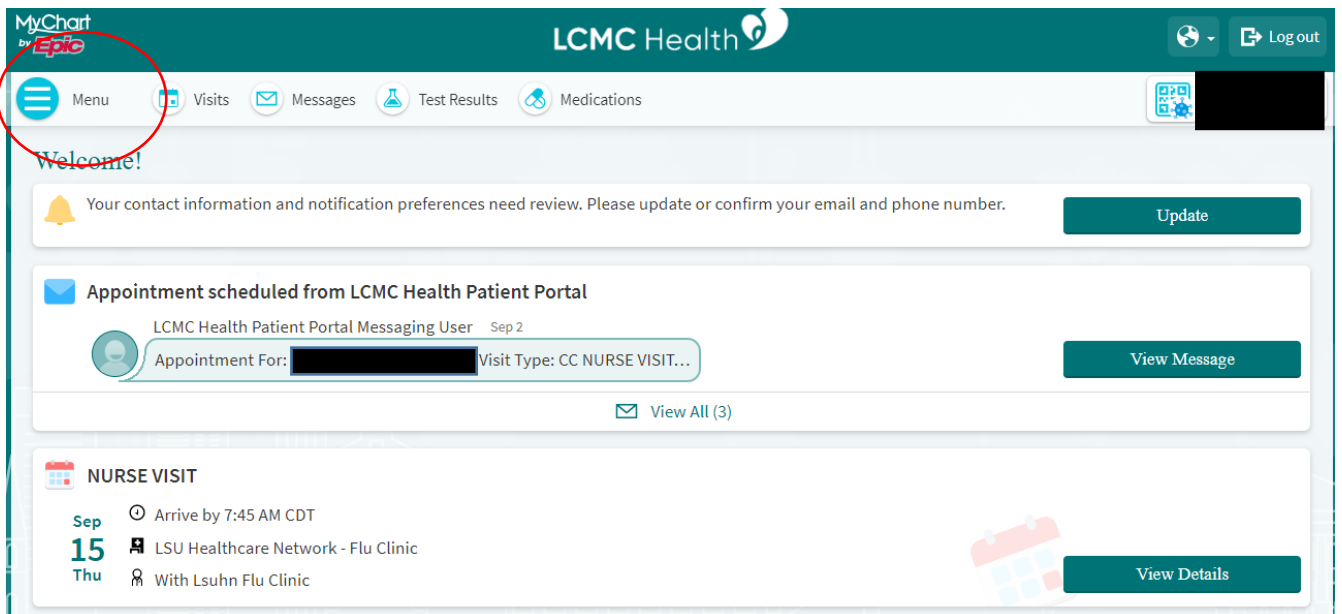 MyChart
by Epic
LCMC Health
Log out
Menu
Visits
Messages
Test Results
Medications
Welcome!
Your contact information and notification preferences need review. Please update or confirm your email and phone number.
Update
Appointment scheduled from LCMC Health Patient Portal
LCMC Health Patient Portal Messaging User Sep 2
Appointment For: Visit Type: CC NURSE VISIT...
View Message
View All (3)
NURSE VISIT
Sep
15
Thu
Arrive by 7:45 AM CDT
LSU Healthcare Network - Flu Clinic
With Lsuhn Flu Clinic
View Details